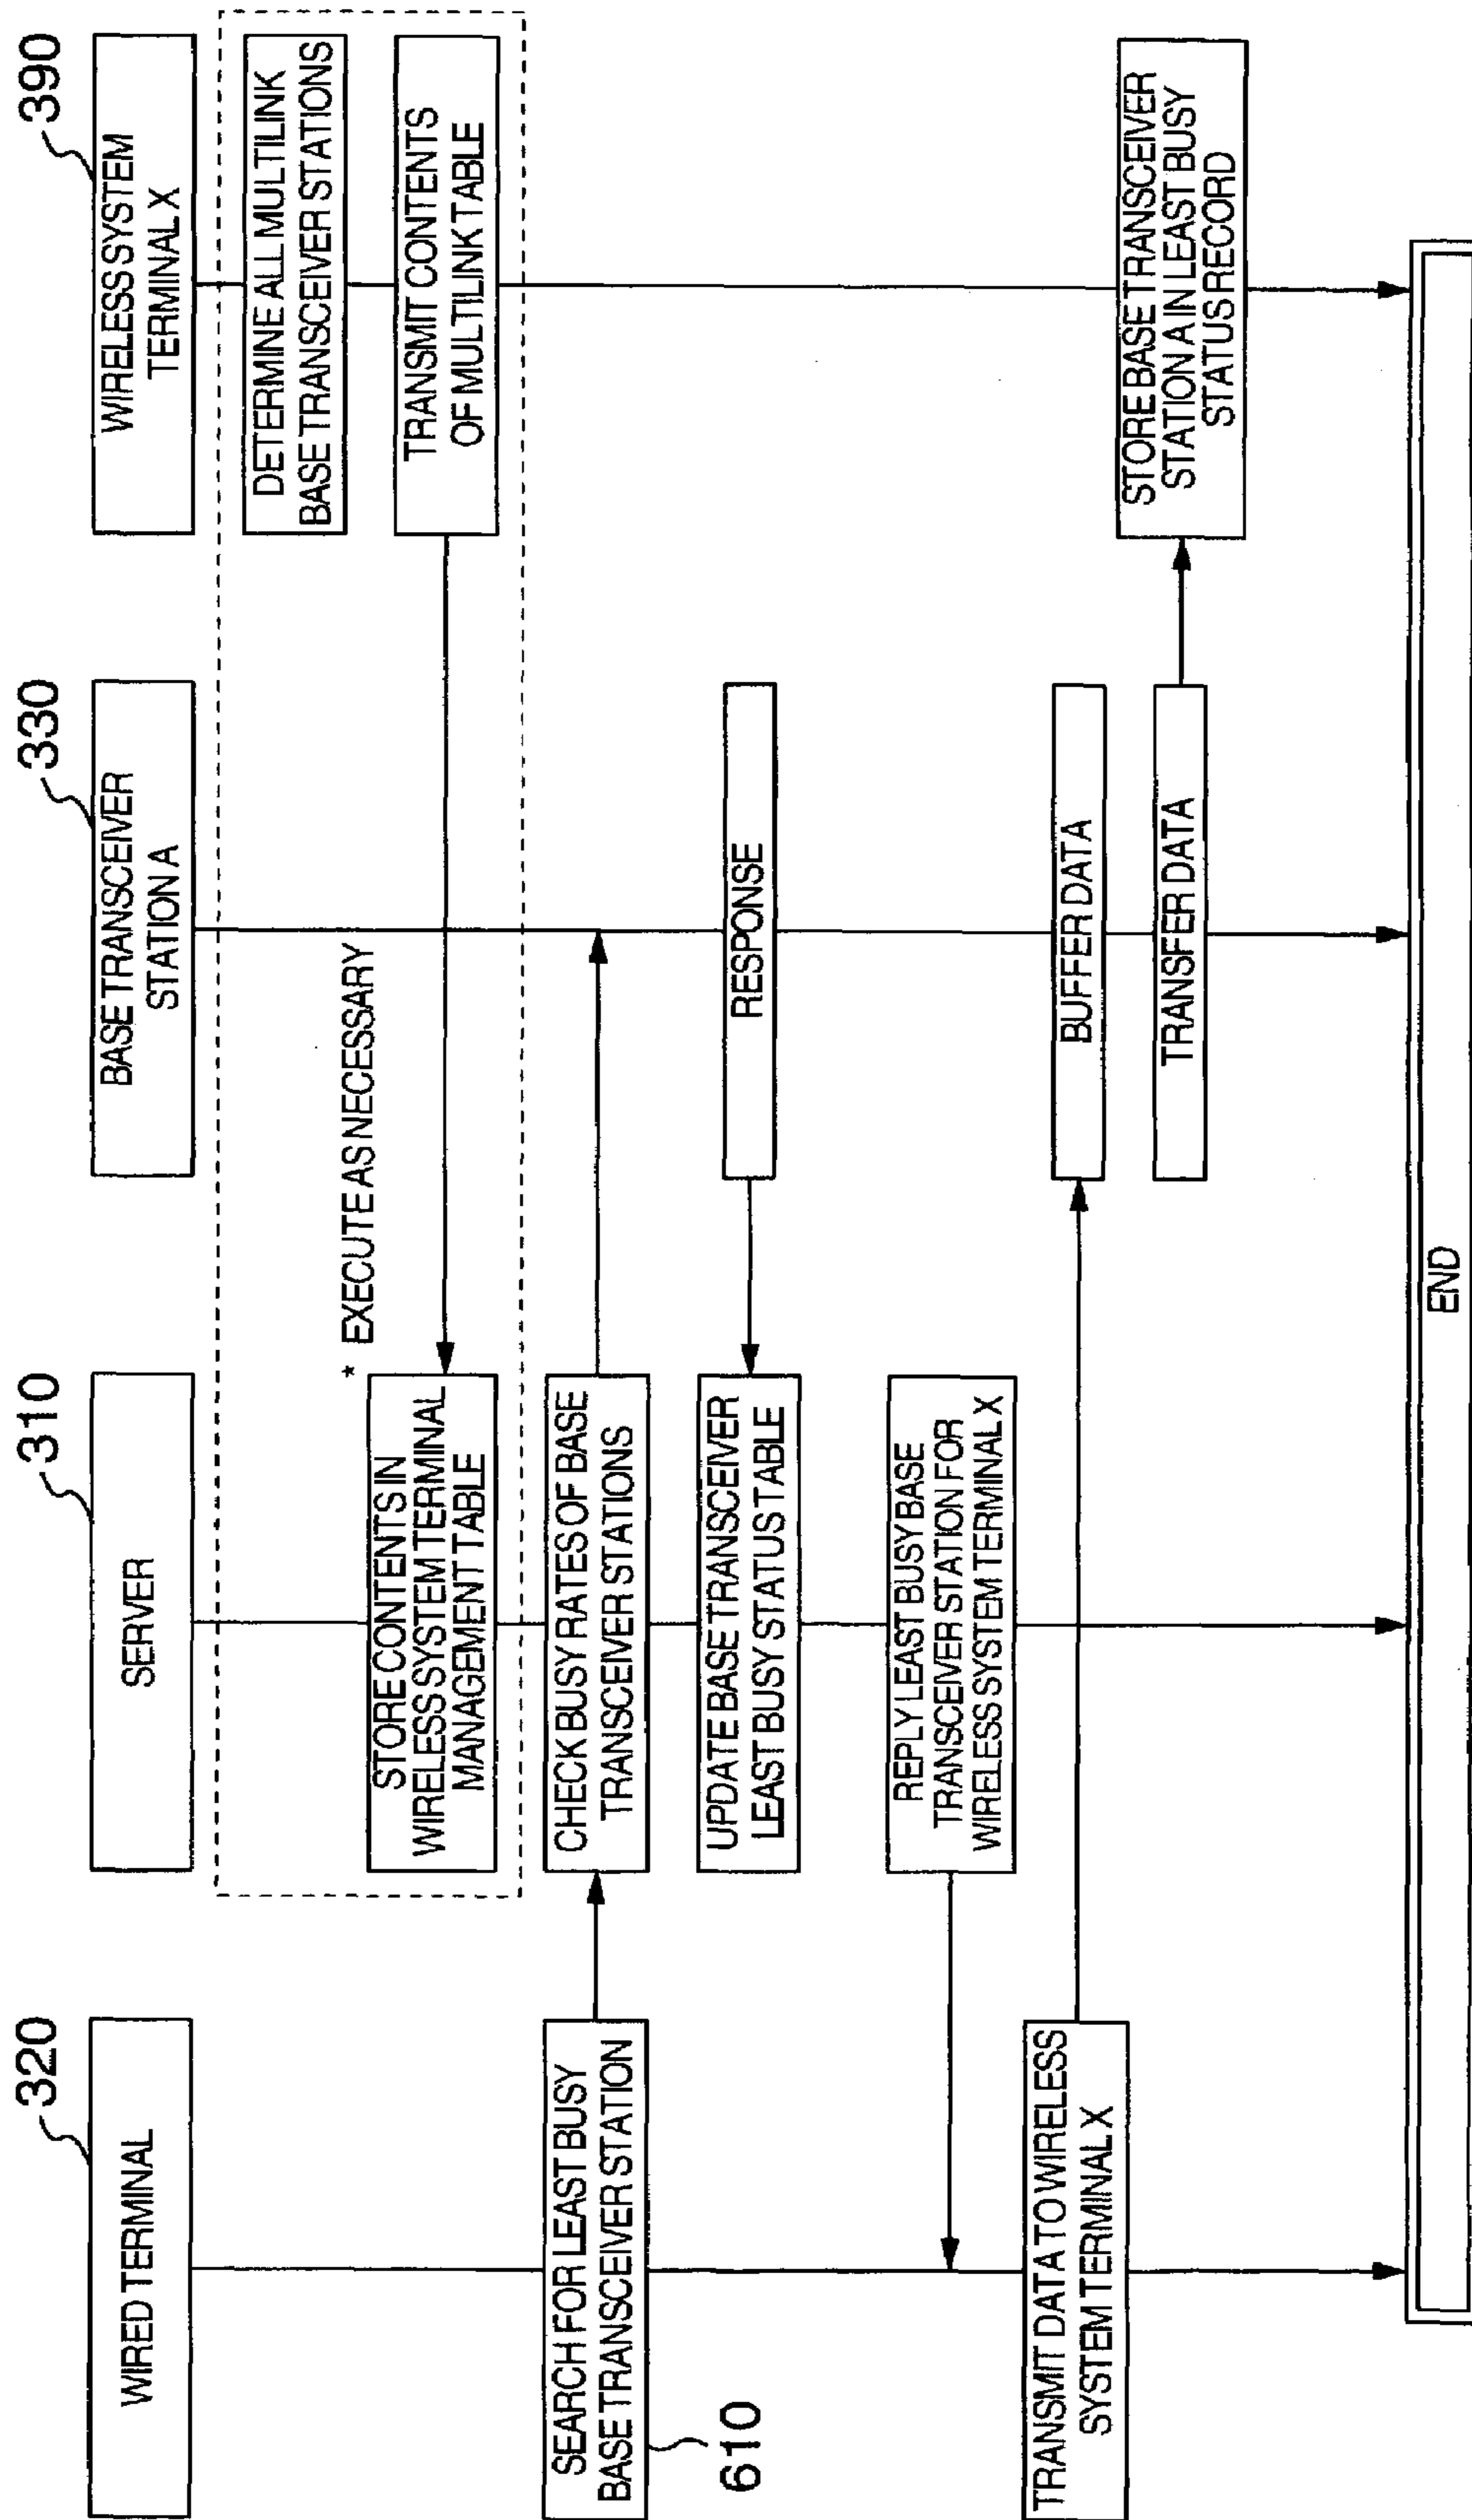 320
310
330
390
WIRED TERMINAL
SERVER
BASE TRANSCEIVER
STATION A
WIRELESS SYSTEM
TERMINAL X
DETERMINE ALL MULTILINK
BASE TRANSCEIVER STATIONS
* EXECUTE AS NECESSARY
STORE CONTENTS IN
WIRELESS SYSTEM TERMINAL
MANAGEMENT TABLE
TRANSMIT CONTENTS
OF MULTILINK TABLE
SEARCH FOR LEAST BUSY
BASE TRANSCEIVER STATION
610
CHECK BUSY RATES OF BASE
TRANSCEIVER STATIONS
UPDATE BASE TRANSCEIVER
LEAST BUSY STATUS TABLE
RESPONSE
REPLY LEAST BUSY BASE
TRANSCEIVER STATION FOR
WIRELESS SYSTEM TERMINAL X
TRANSMIT DATA TO WIRELESS
SYSTEM TERMINAL X
BUFFER DATA
TRANSFER DATA
STORE BASE TRANSCEIVER
STATION A IN LEAST BUSY
STATUS RECORD
END